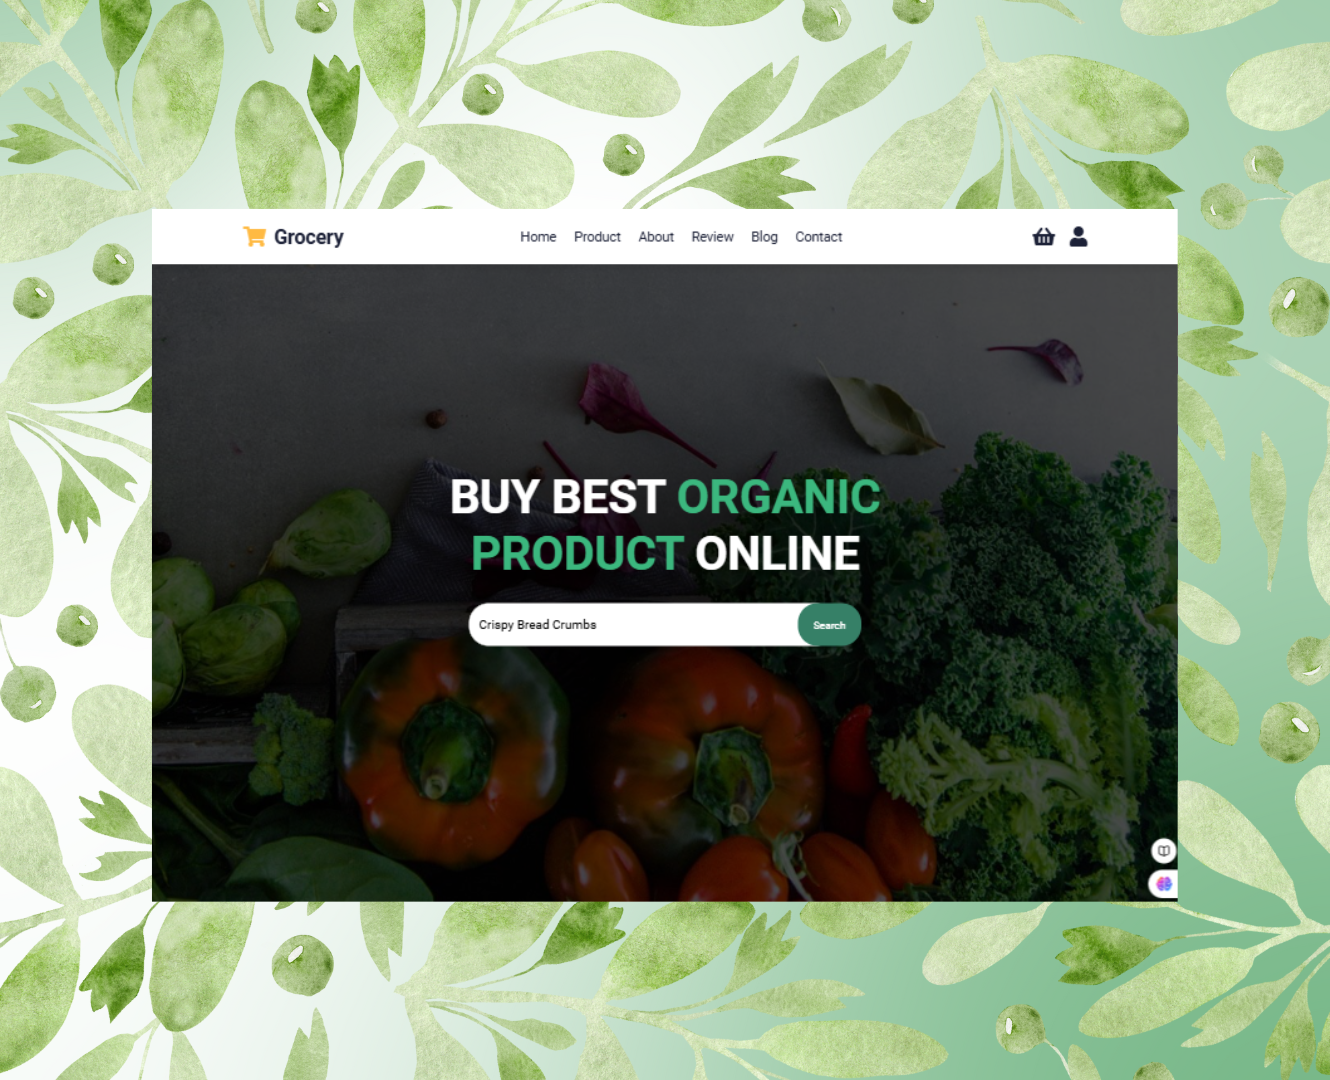 Grocery
Home Product About Review Blog Contact
BUY BEST ORGANIC
PRODUCT ONLINE
Crispy Bread Crumbs
Search